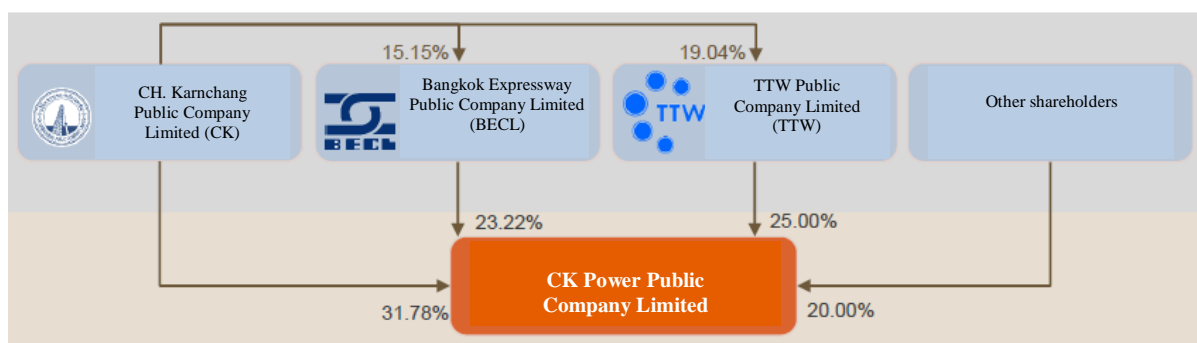 15.15%
19.04%
CH. Karnchang
Public Company
Limited (CK)
BECL
Bangkok Expressway
Public Company Limited
(BECL)
TTW
TTW Public
Company Limited
(TTW)
Other shareholders
23.22%
25.00%
CK Power Public
Company Limited
31.78%
20.00%